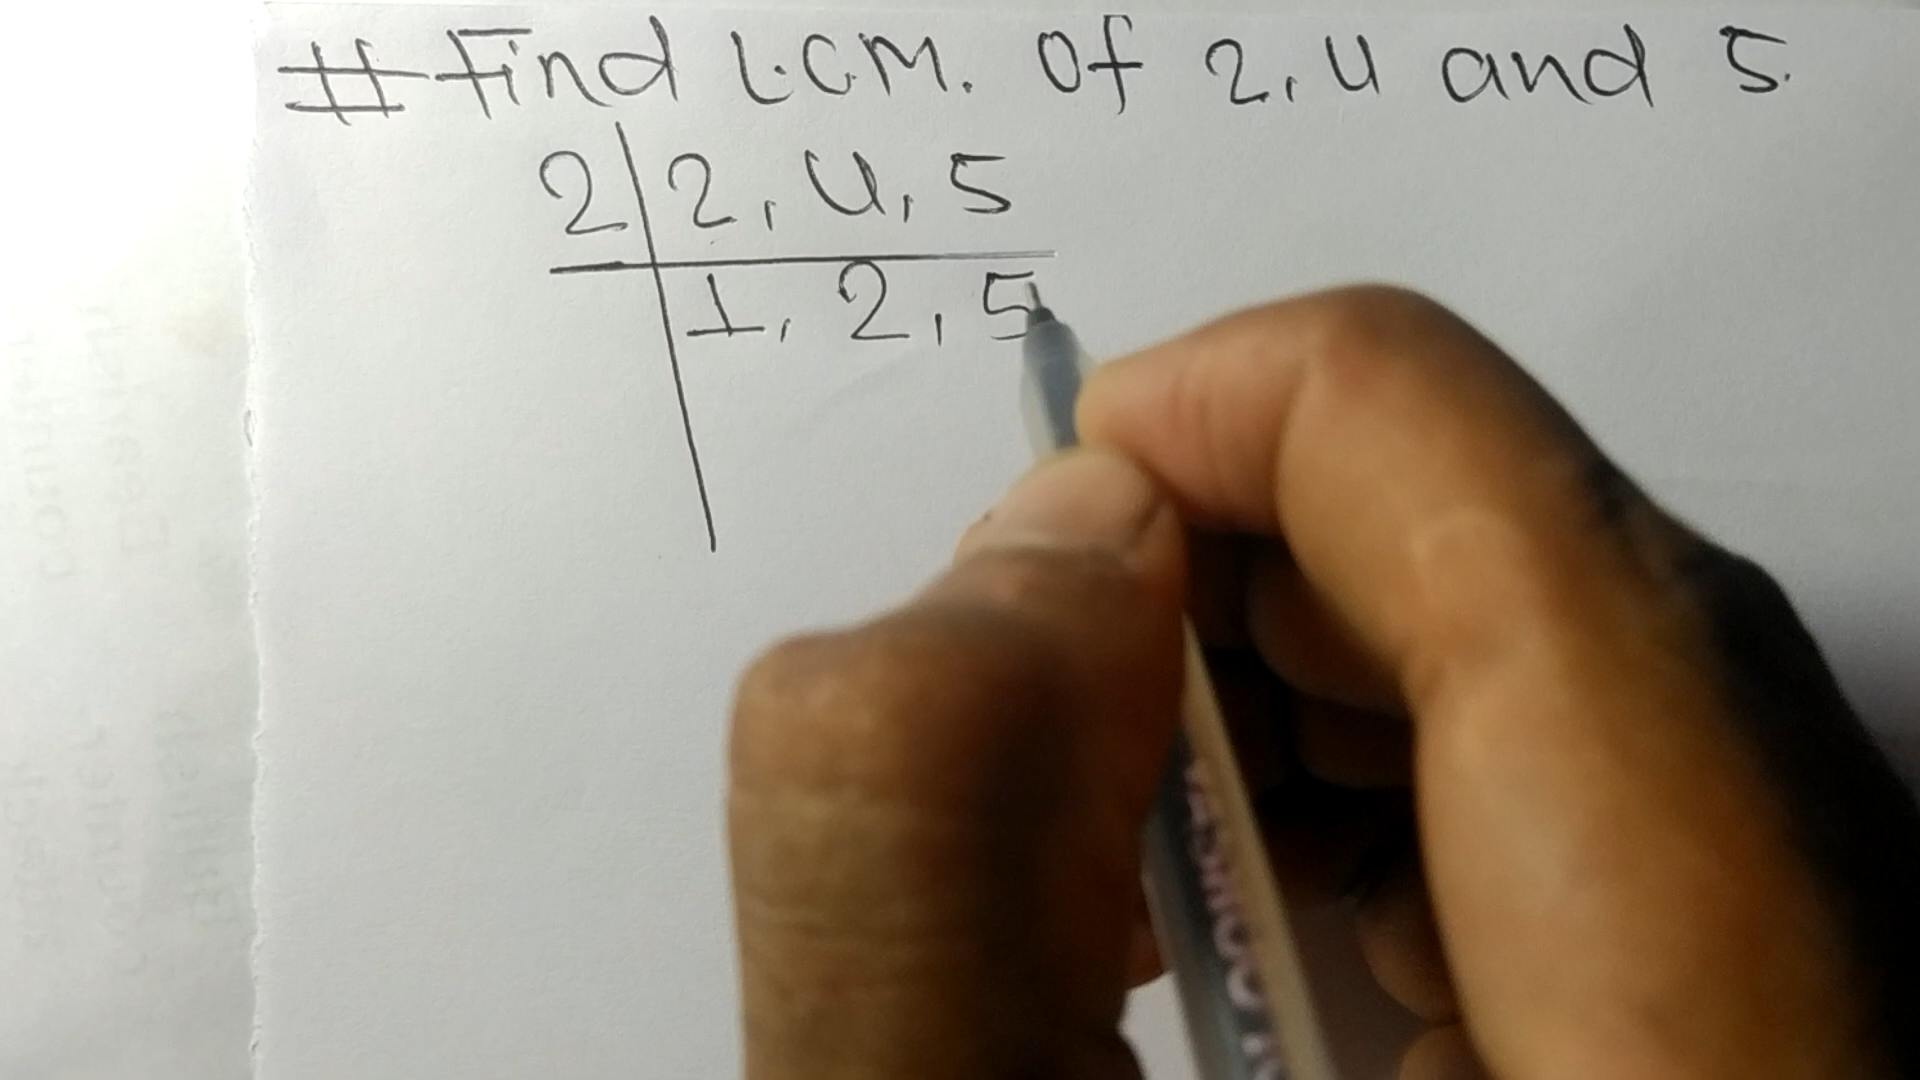 # Find L.C.M. Of 2, 4 and 5.
2 | 2, 4, 5
1, 2, 5